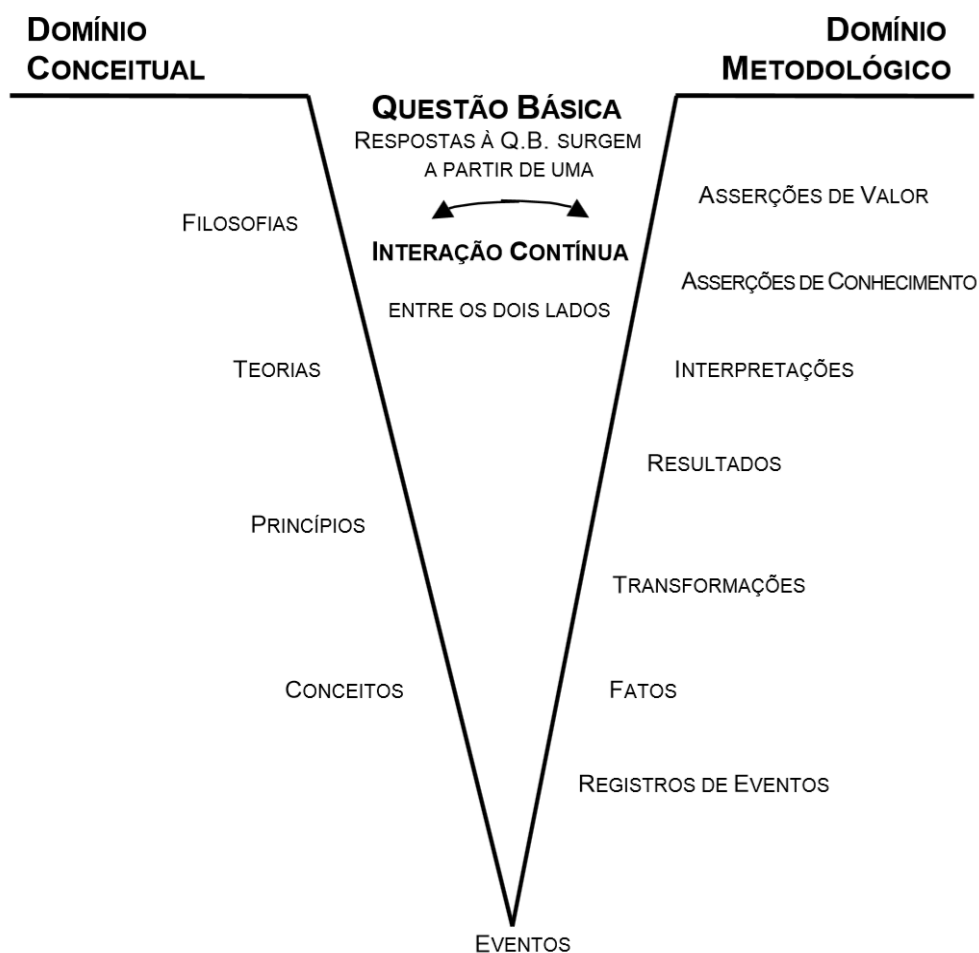 DOMÍNIO
CONCEITUAL
DOMÍNIO
METODOLÓGICO
QUESTÃO BÁSICA
RESPOSTAS À Q.B. SURGEM
A PARTIR DE UMA
INTERAÇÃO CONTÍNUA
ENTRE OS DOIS LADOS
FILOSOFIAS
TEORIAS
PRINCÍPIOS
CONCEITOS
ASSERÇÕES DE VALOR
ASSERÇÕES DE CONHECIMENTO
INTERPRETAÇÕES
RESULTADOS
TRANSFORMAÇÕES
FATOS
REGISTROS DE EVENTOS
EVENTOS